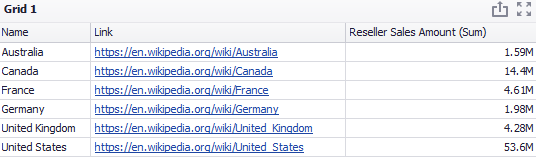 Grid 1
Name Link Reseller Sales Amount (Sum)
Australia https://en.wikipedia.org/wiki/Australia 1.59M
Canada https://en.wikipedia.org/wiki/Canada 14.4M
France https://en.wikipedia.org/wiki/France 4.61M
Germany https://en.wikipedia.org/wiki/Germany 1.98M
United Kingdom https://en.wikipedia.org/wiki/United_Kingdom 4.28M
United States https://en.wikipedia.org/wiki/United_States 53.6M